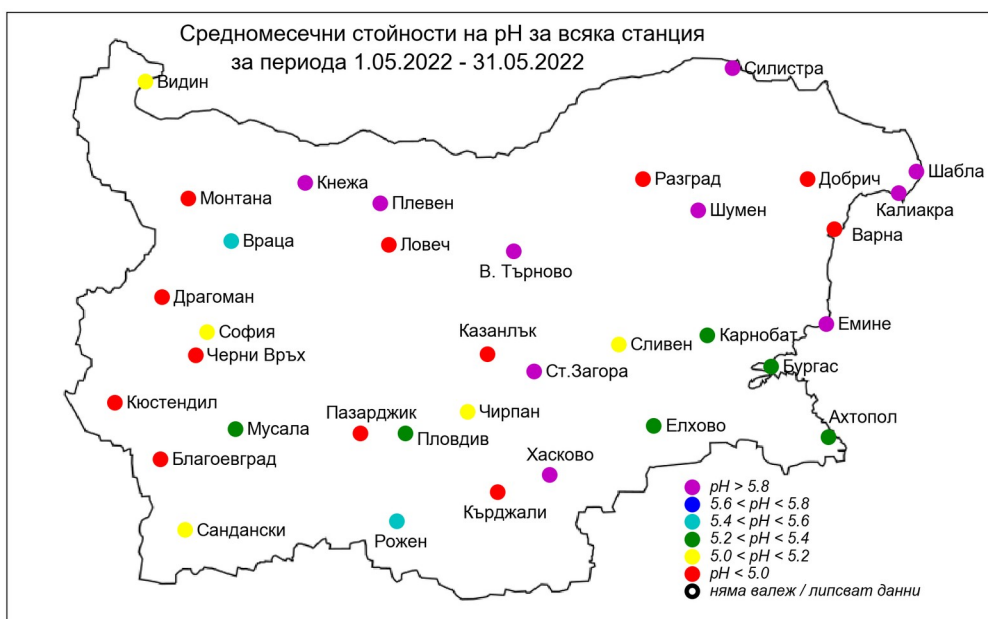 Средномесечни стойности на pH за всяка станция
за периода 1.05.2022 - 31.05.2022
Силистра
Видин
Шабла
Кнежа
Разград
Добрич
Монтана
Плевен
Шумен
Калиакра
Варна
Враца
Ловеч
В. Търново
Драгоман
Емине
София
Казанлък
Сливен
Карнобат
Черни Връх
Ст.Загора
Бургас
Кюстендил
Пазарджик
Чирпан
Ахтопол
Мусала
Пловдив
Елхово
Благоевград
Хасково
Кърджали
Сандански
Рожен
pH > 5.8
5.6 < pH < 5.8
5.4 < pH < 5.6
5.2 < pH < 5.4
5.0 < pH < 5.2
pH < 5.0
няма валеж / липсват данни